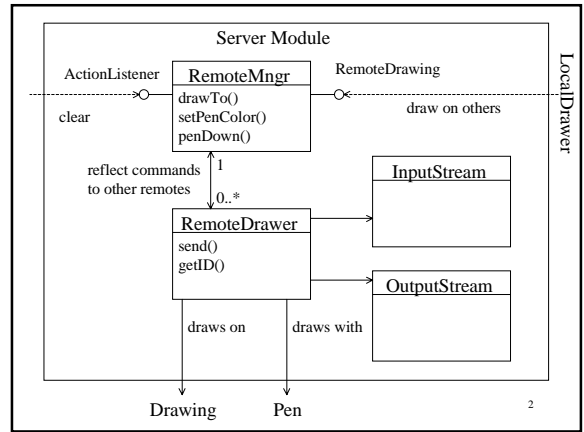 Server Module
ActionListener
RemoteMngr
RemoteDrawing
LocalDrawer
drawTo()
setPenColor()
penDown()
clear
draw on others
reflect commands
to other remotes
1
0..*
InputStream
RemoteDrawer
send()
getID()
OutputStream
draws on
draws with
Drawing
Pen
2